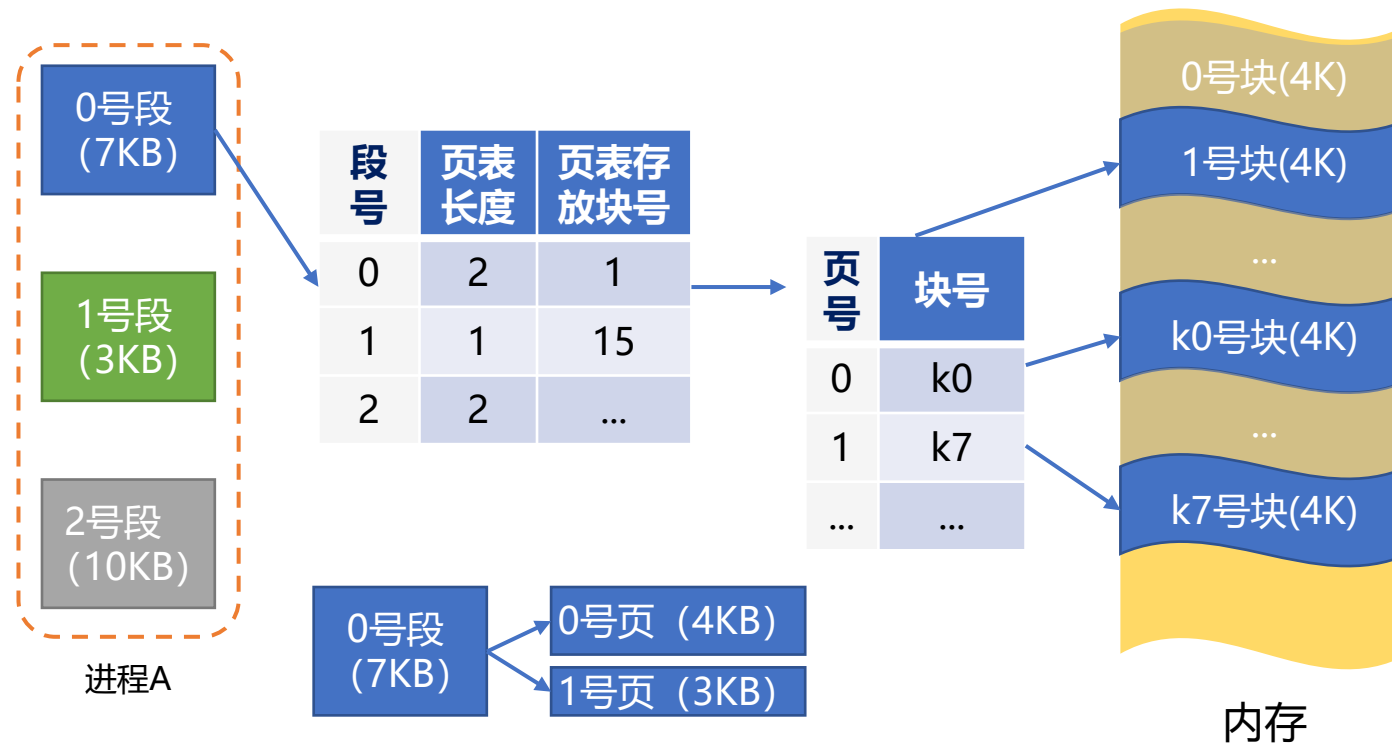 0号段
(7KB)
1号段
(3KB)
2号段
(10KB)
进程A
段号 页表长度 页表存放块号
0 2 1
1 1 15
2 2 ...
页号 块号
0 k0
1 k7
... ...
0号段
(7KB)
0号页（4KB）
1号页（3KB）
0号块(4K)
1号块(4K)
...
k0号块(4K)
...
k7号块(4K)
内存